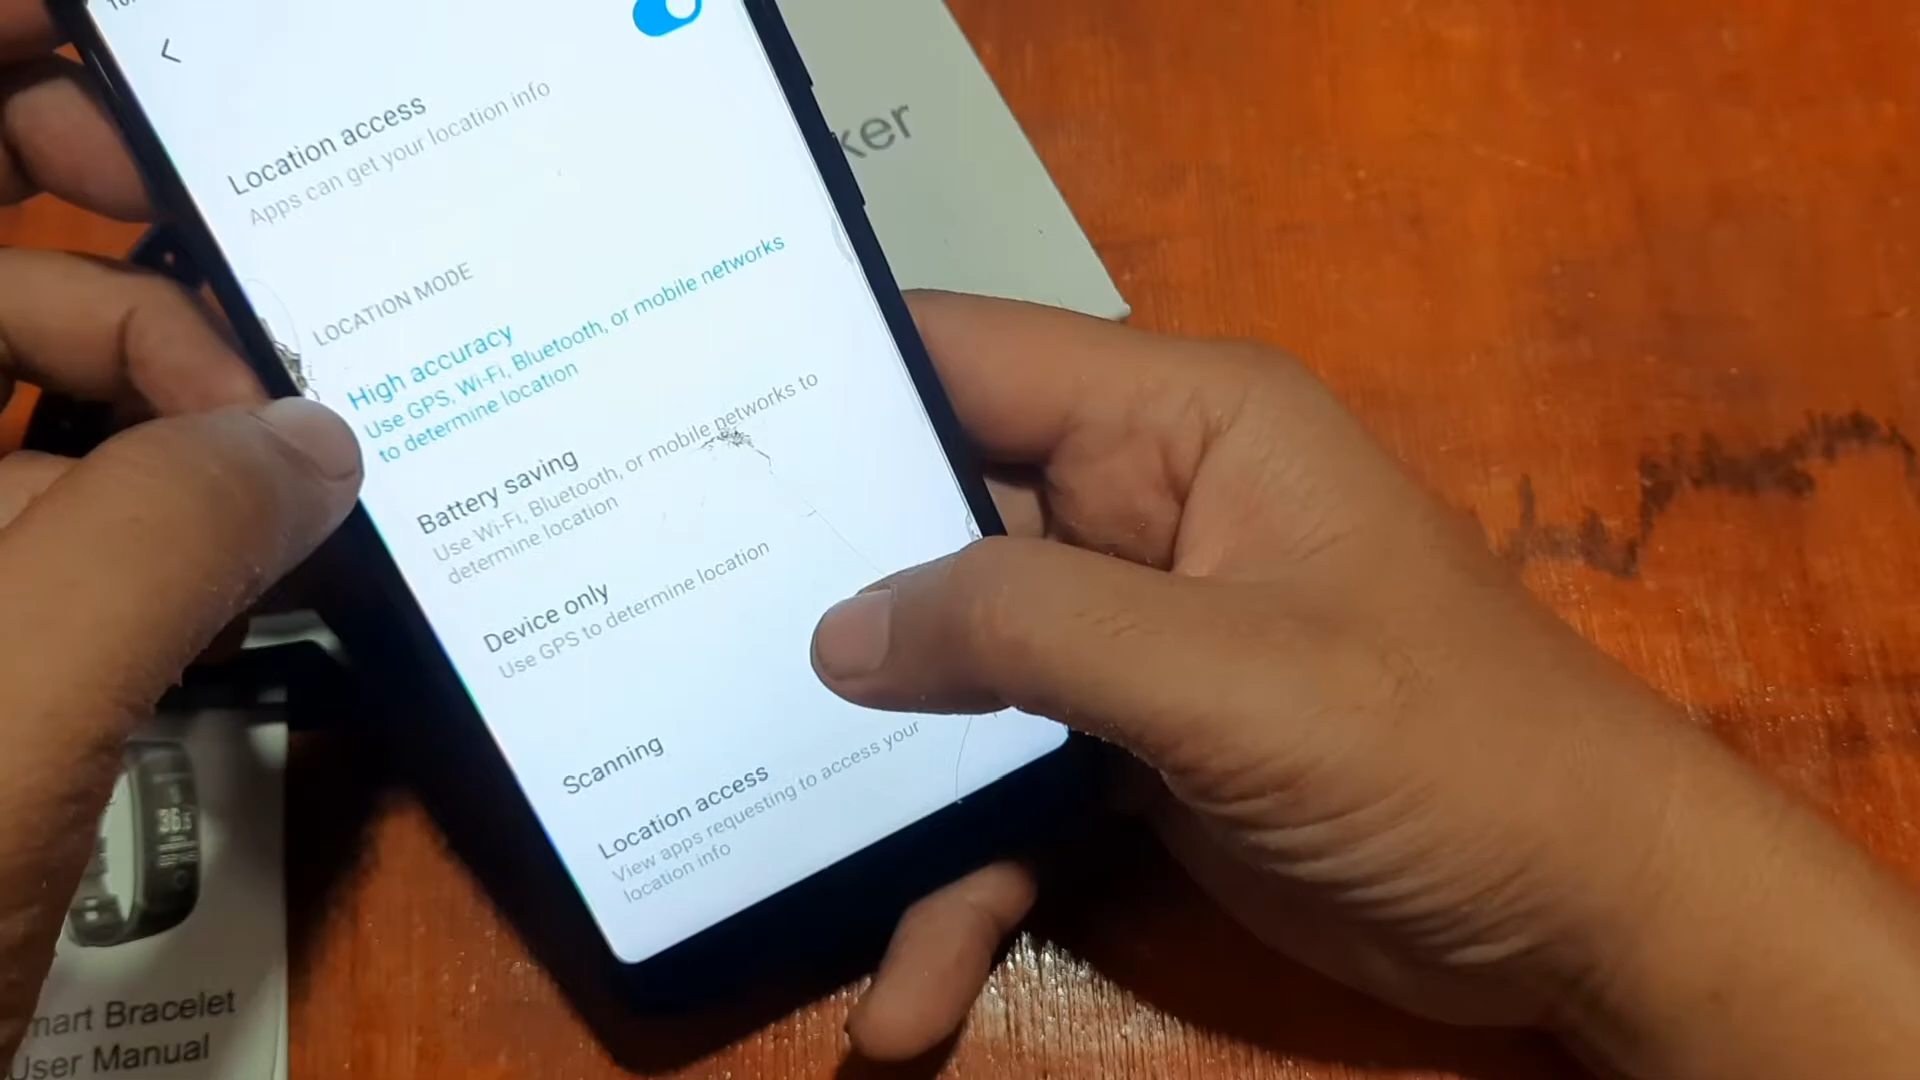 Location access
Apps can get your location info
LOCATION MODE
High accuracy
Use GPS, Wi-Fi, Bluetooth, or mobile networks
to determine location
Battery saving
Use Wi-Fi, Bluetooth, or mobile networks to
determine location
Device only
Use GPS to determine location
Scanning
Location access
View apps requesting to access your
location info
ker
36.5
mart Bracelet
User Manual